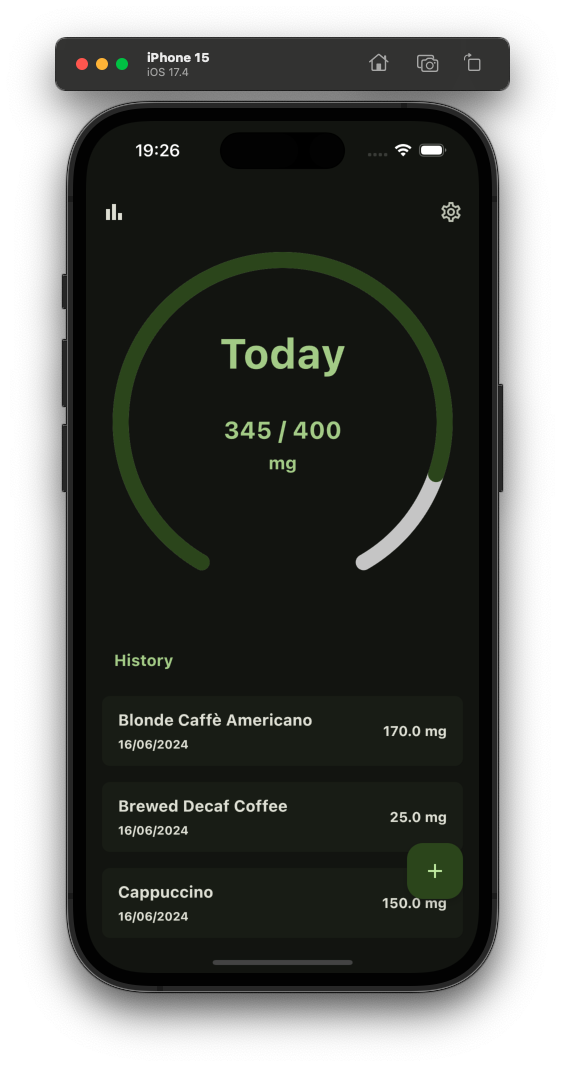 iPhone 15
iOS 17.4
19:26
Today
345 / 400
mg
History
Blonde Caffè Americano
16/06/2024
170.0 mg
Brewed Decaf Coffee
16/06/2024
25.0 mg
+
Cappuccino
16/06/2024
150.0 mg